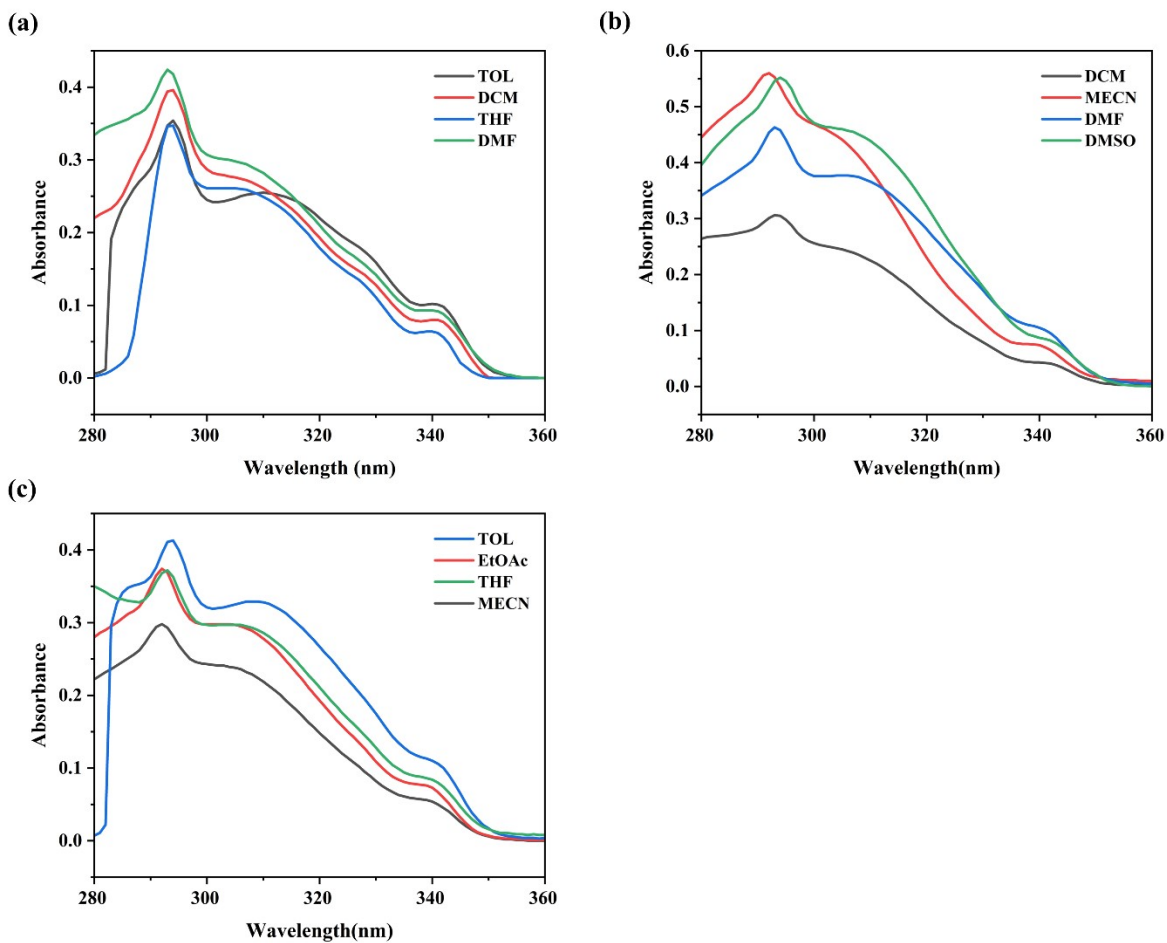 (a)
TOL
DCM
THF
DMF
0.4
0.3
0.2
0.1
0.0
Absorbance
280
300
320
340
360
Wavelength (nm)
(b)
DCM
MECN
DMF
DMSO
0.6
0.5
0.4
0.3
0.2
0.1
0.0
Absorbance
280
300
320
340
360
Wavelength(nm)
(c)
TOL
EtOAc
THF
MECN
0.4
0.3
0.2
0.1
0.0
Absorbance
280
300
320
340
360
Wavelength(nm)